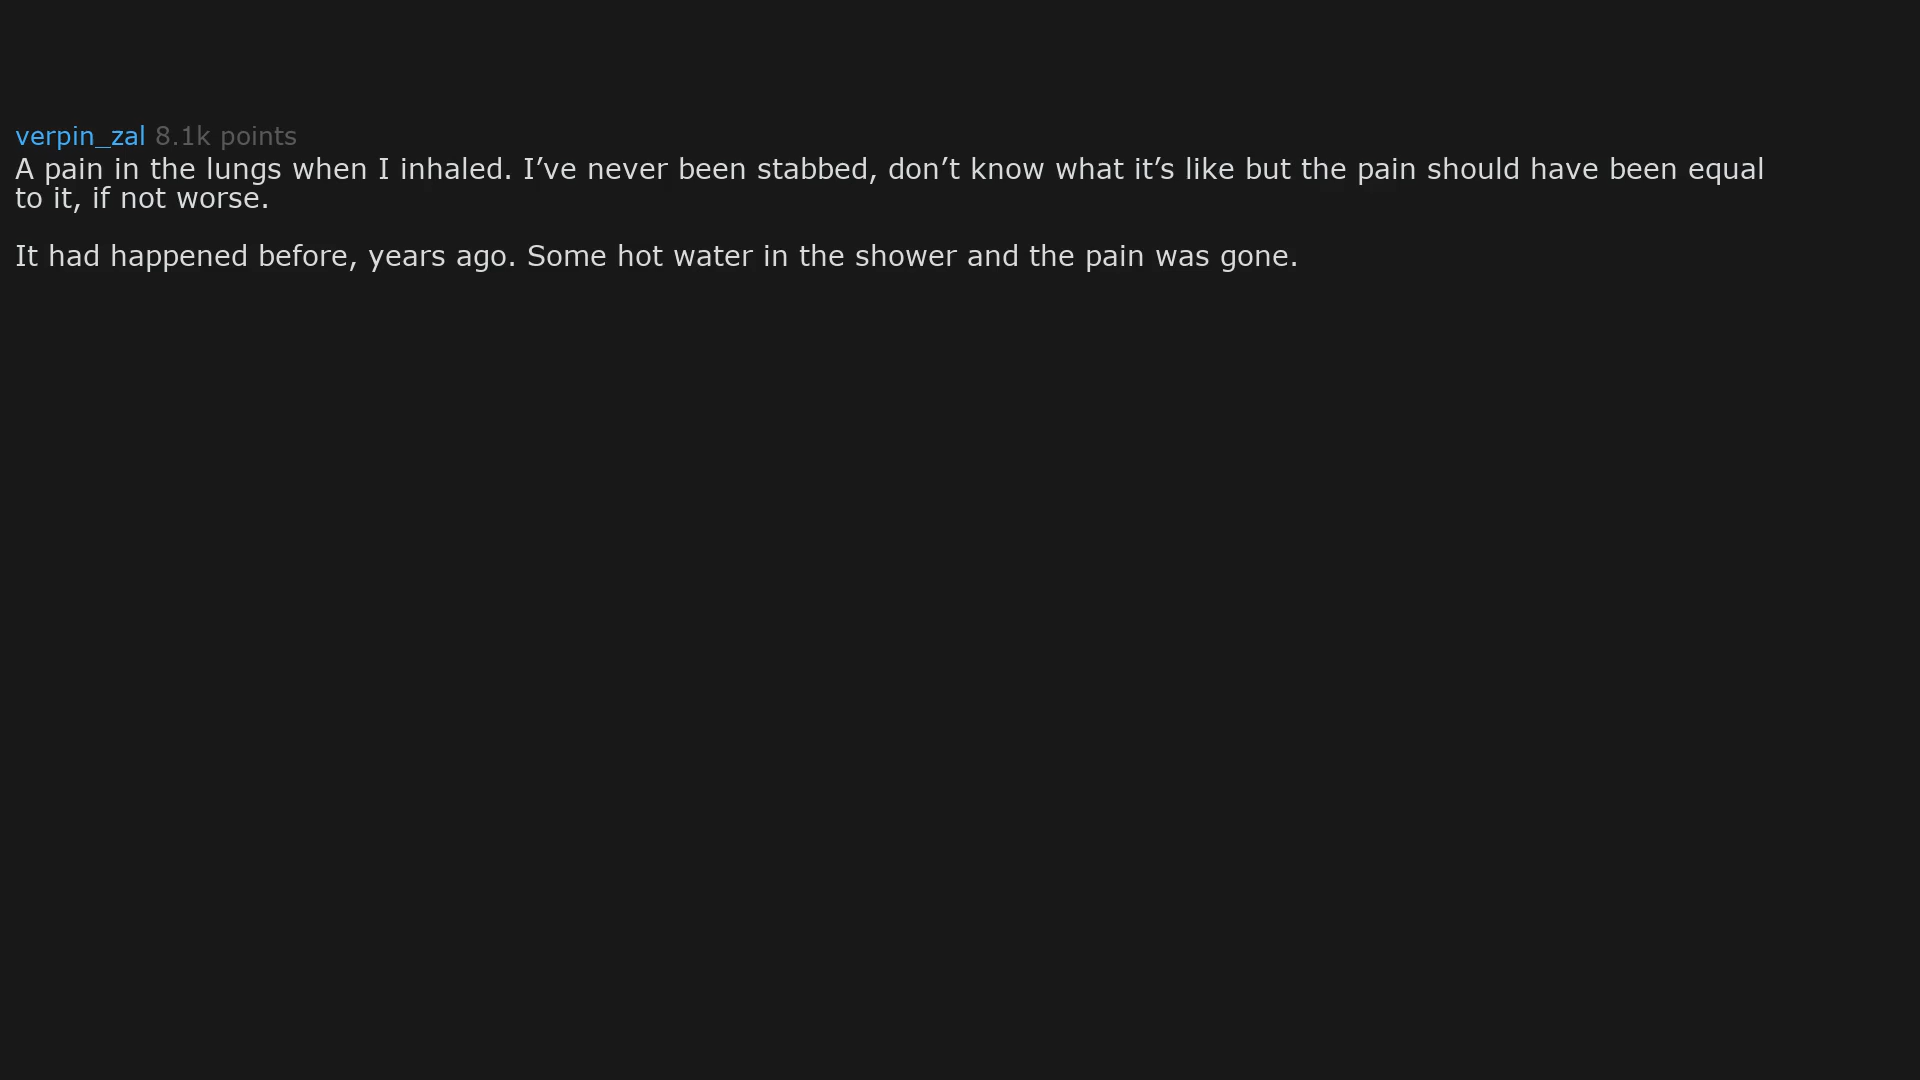 verpin_zal 8.1k points
A pain in the lungs when I inhaled. I’ve never been stabbed, don’t know what it’s like but the pain should have been equal
to it, if not worse.
It had happened before, years ago. Some hot water in the shower and the pain was gone.